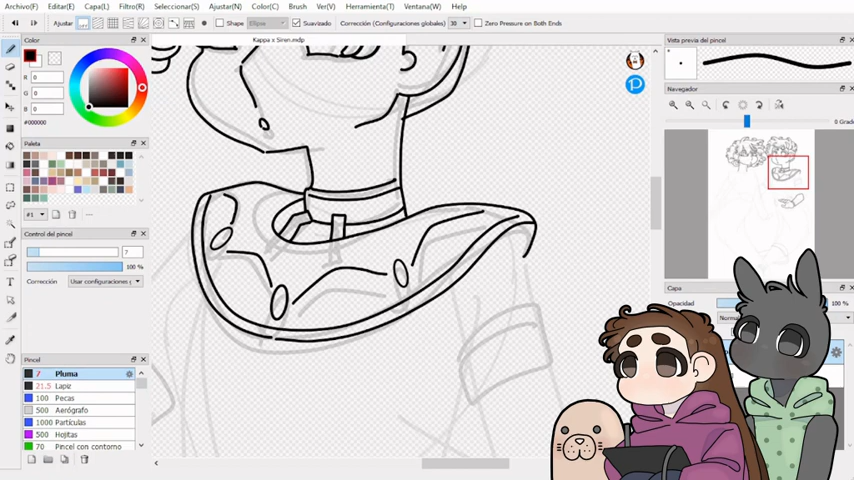 Archivo(F) Editar(E) Capa(L) Filtro(R) Seleccionar(S) Ajustar(N) Color(C) Brush Ver(V) Herramienta(T) Ventana(W) Help
Ajustar Shape Elipse Suavizado Corrección (Configuraciones globales) 30 Zero Pressure on Both Ends
Kappa x Siren.mdp
Color
R 0
G 0
B 0
#000000
Paleta
#1
Control del pincel
7
100 %
Corrección Usar configuraciones g
Pincel
7 Pluma
21.5 Lapiz
100 Pecas
500 Aerógrafo
1000 Partículas
500 Hojitas
70 Pincel con contorno
Vista previa del pincel
Navegador
0 Grad
Capa
Opacidad 100 %
Normal